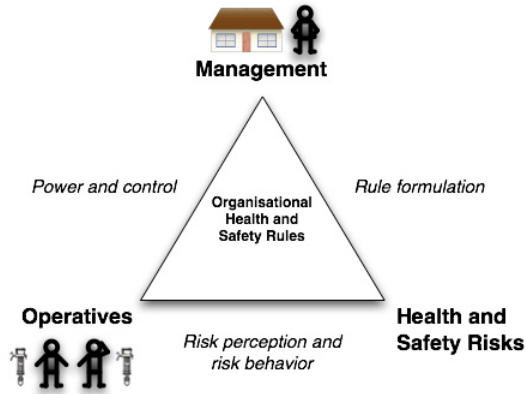 Management
Power and control
Rule formulation
Organisational
Health and
Safety Rules
Operatives
Health and
Safety Risks
Risk perception and
risk behavior